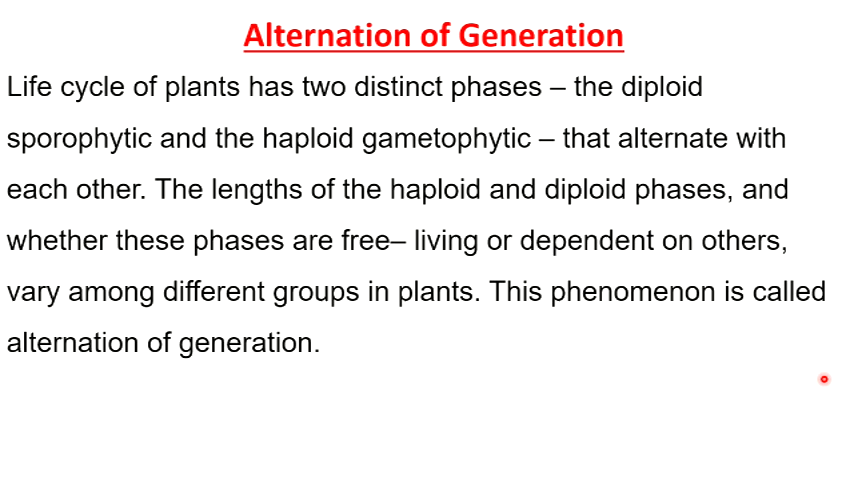 Alternation of Generation
Life cycle of plants has two distinct phases – the diploid
sporophytic and the haploid gametophytic – that alternate with
each other. The lengths of the haploid and diploid phases, and
whether these phases are free– living or dependent on others,
vary among different groups in plants. This phenomenon is called
alternation of generation.